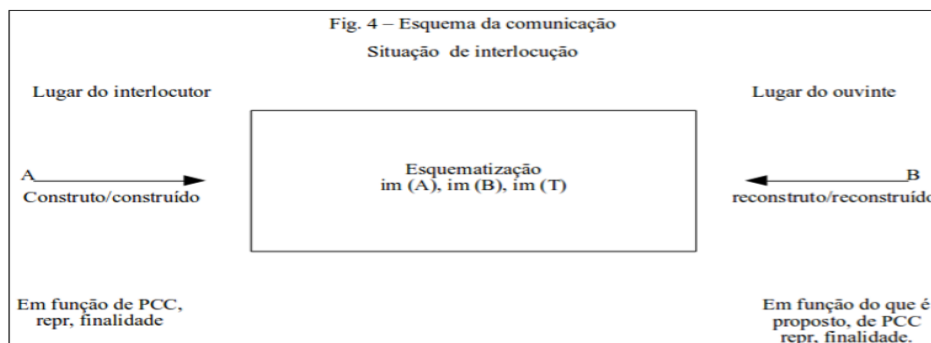 Fig. 4 – Esquema da comunicação
Situação de interlocução
Lugar do interlocutor
Lugar do ouvinte
Esquematização
im (A), im (B), im (T)
A
Construto/construído
B
reconstruto/reconstruído
Em função de PCC,
repr, finalidade
Em função do que é
proposto, de PCC
repr, finalidade.